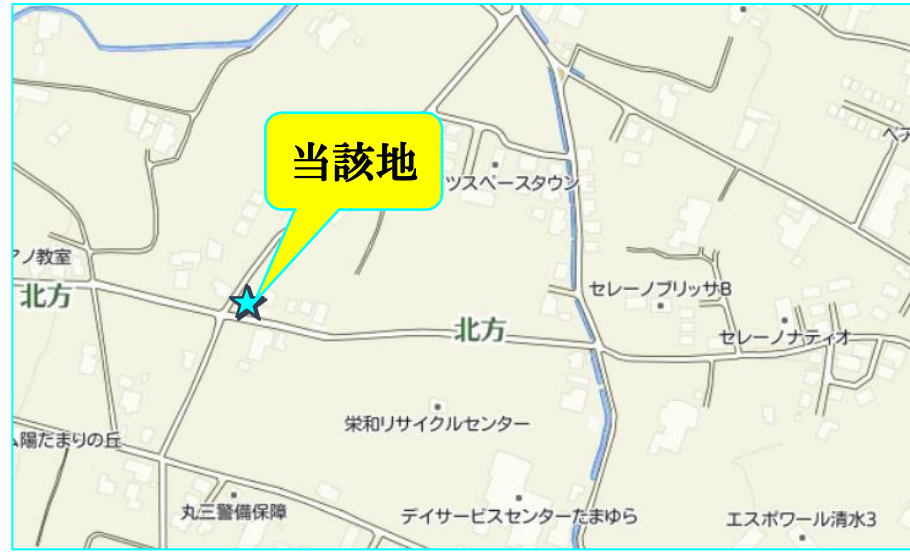 当該地
ツスペースタウン
ベア
アノ教室
北方
セレーノブリッサB
北方
セレーノナティオ
栄和リサイクルセンター
ム陽だまりの丘
丸三警備保障
デイサービスセンターたまゆら
エスポワール清水3